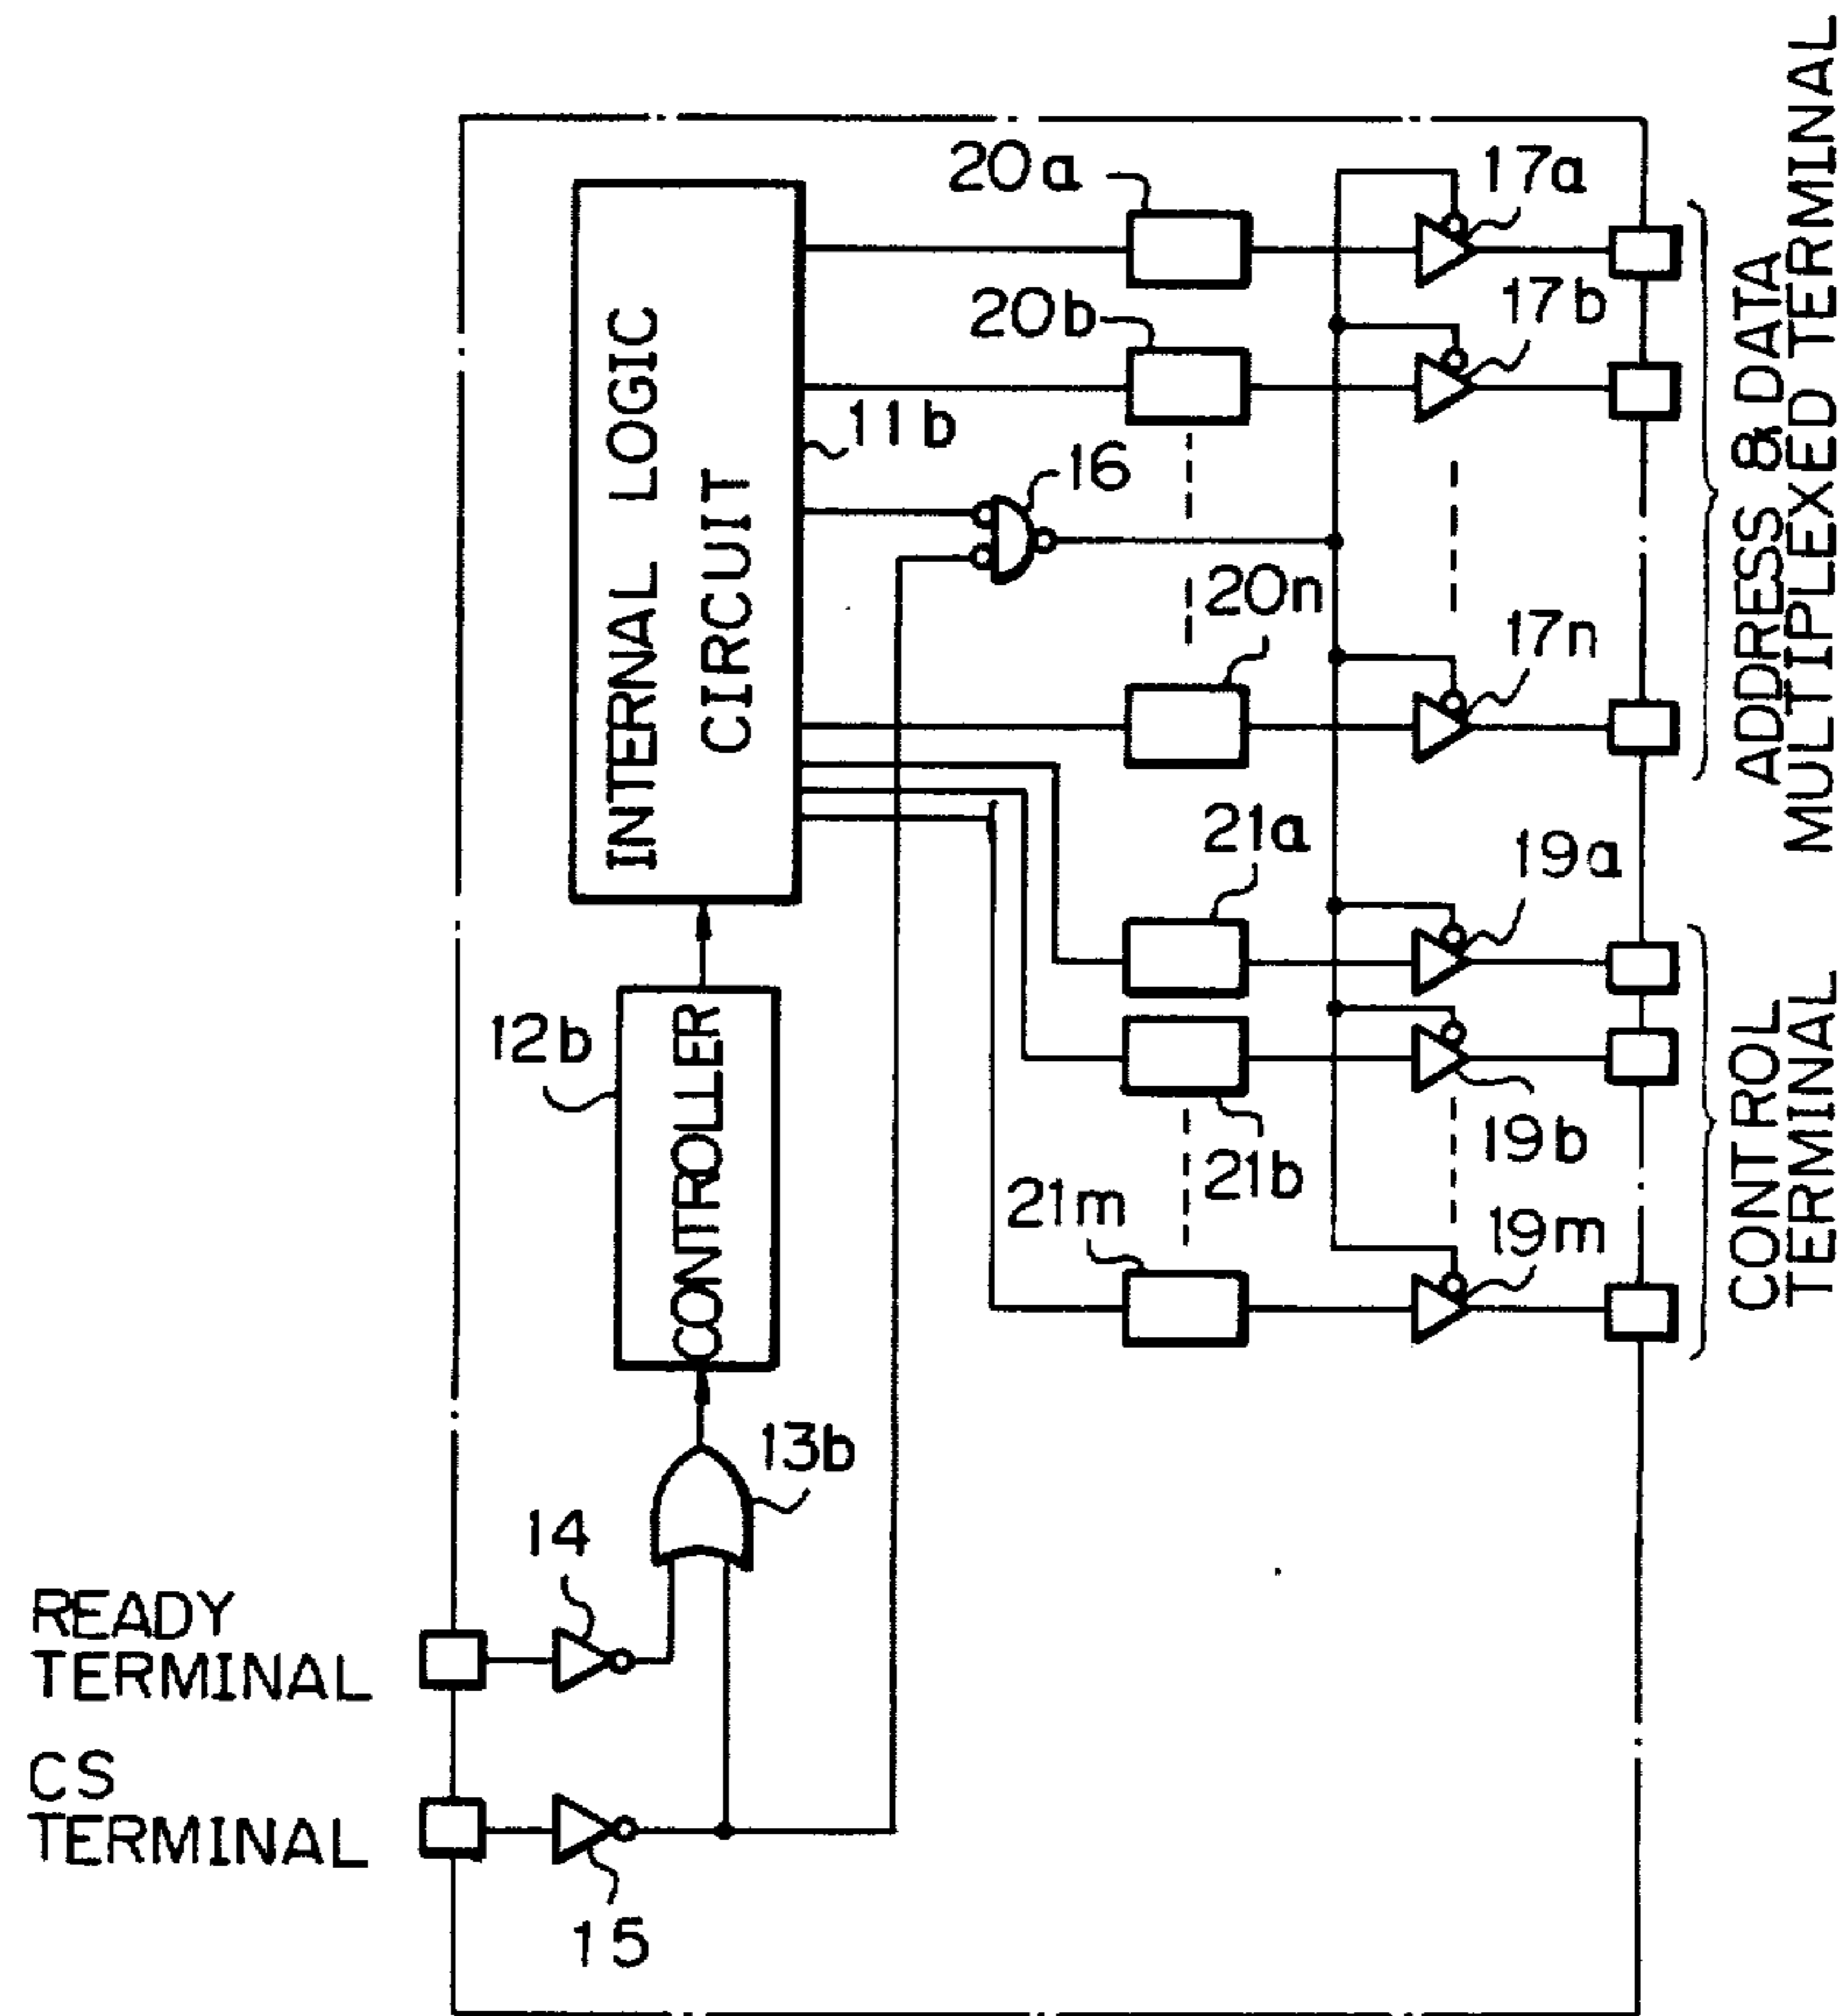 20a
17a
20b
17b
INTERNAL LOGIC
CIRCUIT
11b
16
20n
17n
ADDRESS & DATA
MULTIPLEXED TERMINAL
21a
19a
12b
CONTROLLER
21b
19b
21m
19m
CONTROL
TERMINAL
13b
14
READY
TERMINAL
CS
TERMINAL
15